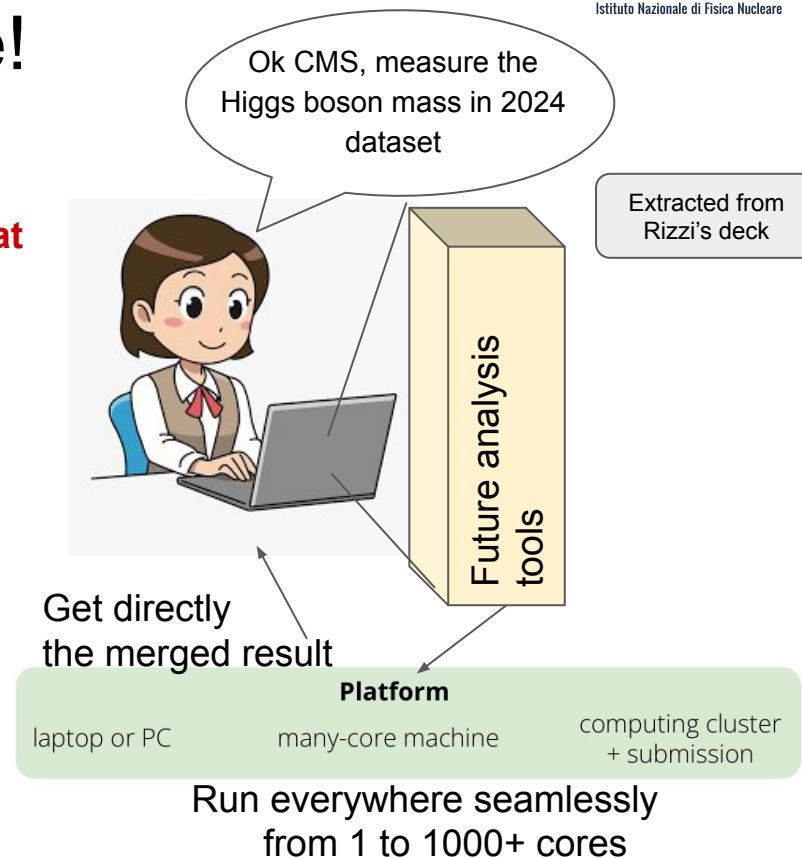 Istituto Nazionale di Fisica Nucleare
e!
Ok CMS, measure the
Higgs boson mass in 2024
dataset
Extracted from
Rizzi's deck
at
Future analysis
tools
Get directly
the merged result
Platform
laptop or PC
many-core machine
computing cluster
+ submission
Run everywhere seamlessly
from 1 to 1000+ cores